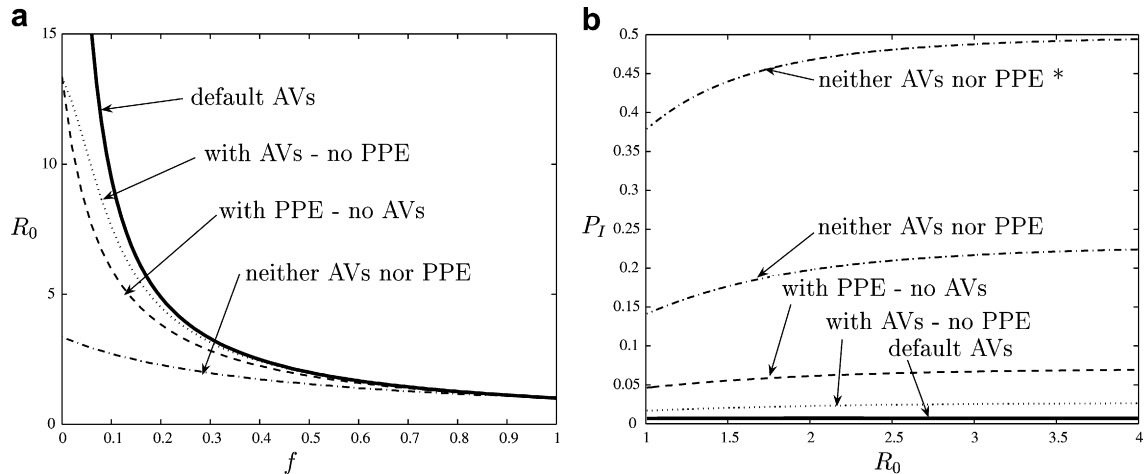 a
15
10
5
0
R0
0 0.1 0.2 0.3 0.4 0.5 0.6 0.7 0.8 0.9 1
f
default AVs
with AVs - no PPE
with PPE - no AVs
neither AVs nor PPE
b
0.5
0.45
0.4
0.35
0.3
0.25
0.2
0.15
0.1
0.05
0
PI
1 1.5 2 2.5 3 3.5 4
R0
neither AVs nor PPE *
neither AVs nor PPE
with PPE - no AVs
with AVs - no PPE
default AVs